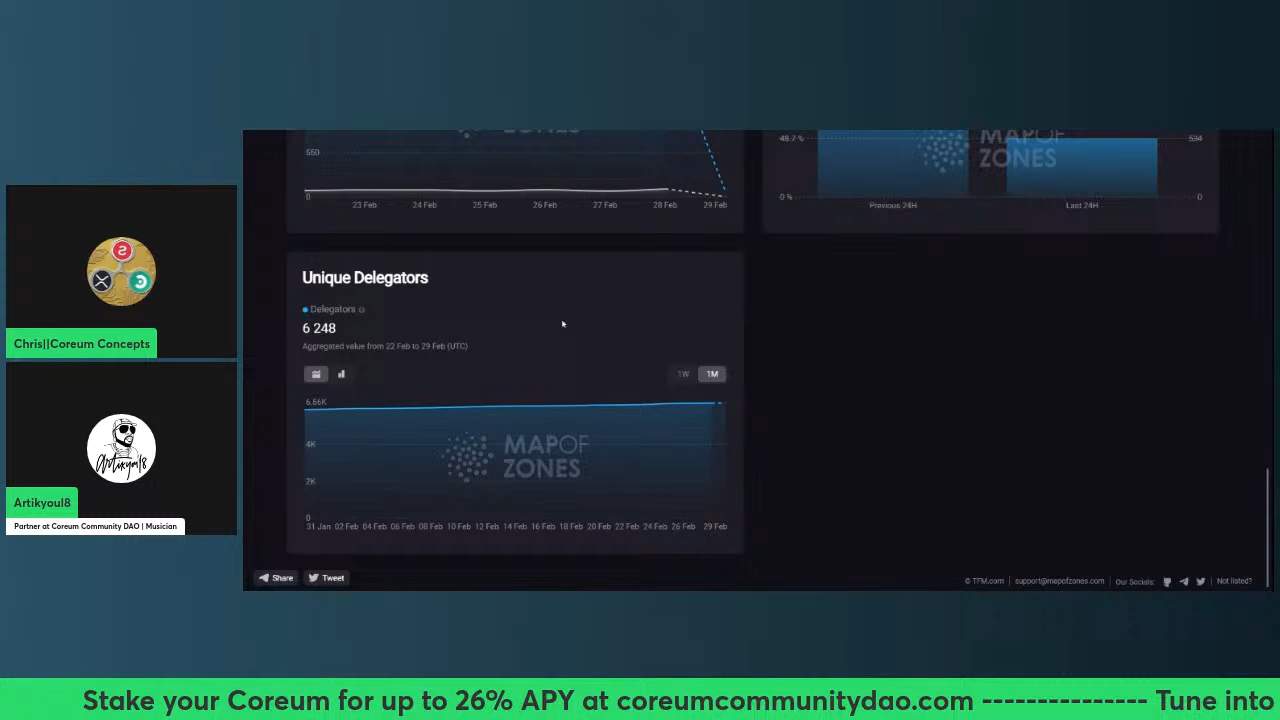 550
0
23 Feb 24 Feb 25 Feb 26 Feb 27 Feb 28 Feb 29 Feb
48.7 %
534
MAPOF
ZONES
0 %
0
Previous 24H
Last 24H
Unique Delegators
Delegators
6 248
Aggregated value from 22 Feb to 29 Feb (UTC)
1W 1M
6.56K
4K
2K
0
MAPOF
ZONES
31 Jan 02 Feb 04 Feb 06 Feb 08 Feb 10 Feb 12 Feb 14 Feb 16 Feb 18 Feb 20 Feb 22 Feb 24 Feb 26 Feb 29 Feb
Chris||Coreum Concepts
Artikyoul8
Artikyoul8
Partner at Coreum Community DAO | Musician
Share Tweet
© TFM.com | support@mapofzones.com | Our Socials: | Not listed?
Stake your Coreum for up to 26% APY at coreumcommunitydao.com --------------- Tune into